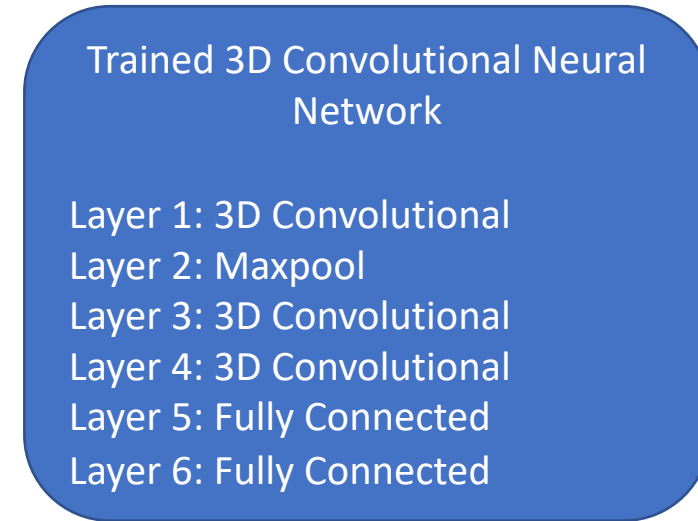 Trained 3D Convolutional Neural
Network
Layer 1: 3D Convolutional
Layer 2: Maxpool
Layer 3: 3D Convolutional
Layer 4: 3D Convolutional
Layer 5: Fully Connected
Layer 6: Fully Connected